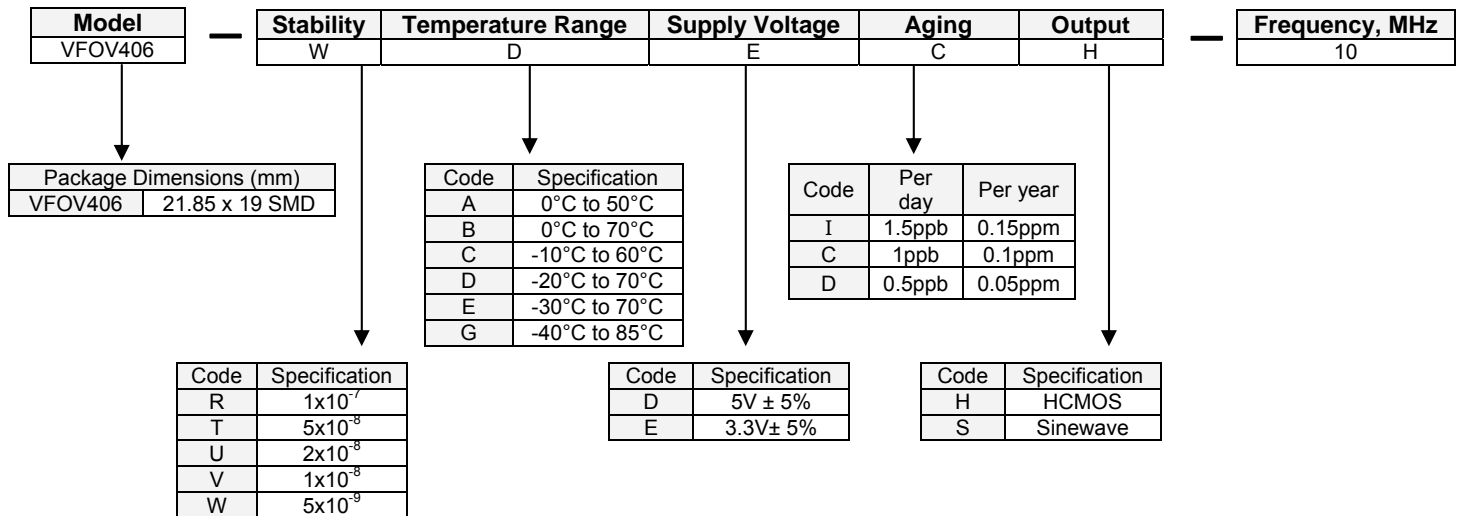 Model — Stability Temperature Range Supply Voltage Aging Output — Frequency, MHz
VFOV406 W D E C H 10
Package Dimensions (mm)
VFOV406 21.85 x 19 SMD
Code Specification
A 0°C to 50°C
B 0°C to 70°C
C -10°C to 60°C
D -20°C to 70°C
E -30°C to 70°C
G -40°C to 85°C
Code Per day Per year
I 1.5ppb 0.15ppm
C 1ppb 0.1ppm
D 0.5ppb 0.05ppm
Code Specification
R 1x10⁻⁷
T 5x10⁻⁸
U 2x10⁻⁸
V 1x10⁻⁸
W 5x10⁻⁹
Code Specification
D 5V ± 5%
E 3.3V± 5%
Code Specification
H HCMOS
S Sinewave